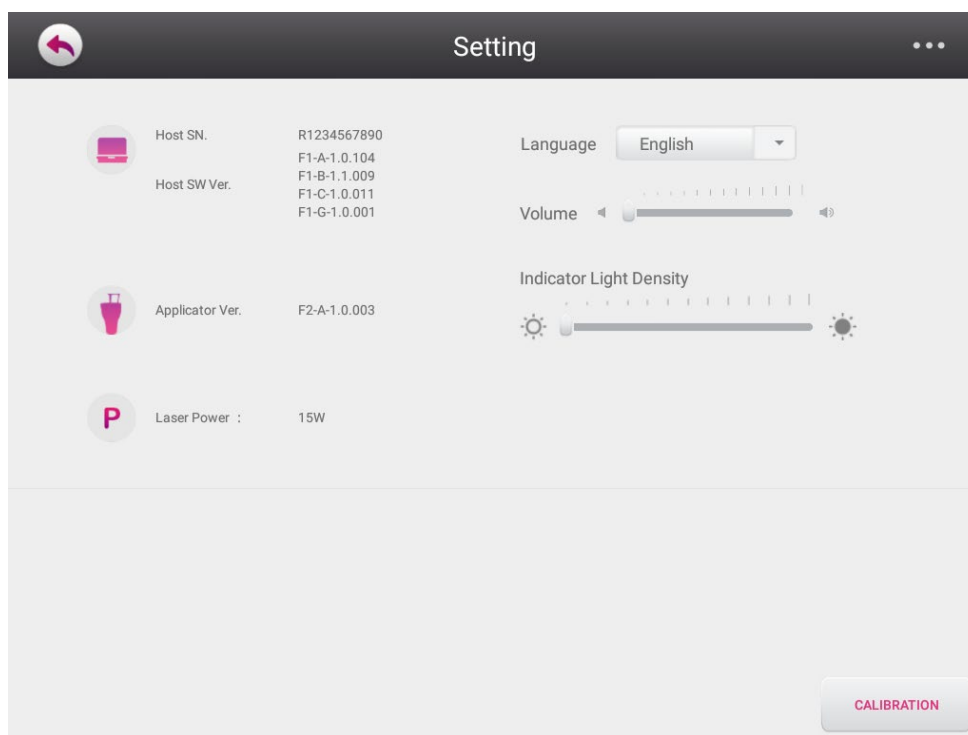 Setting
Host SN. R1234567890
Host SW Ver. F1-A-1.0.104
F1-B-1.1.009
F1-C-1.0.011
F1-G-1.0.001
Applicator Ver. F2-A-1.0.003
P Laser Power : 15W
Language English
Volume
Indicator Light Density
CALIBRATION